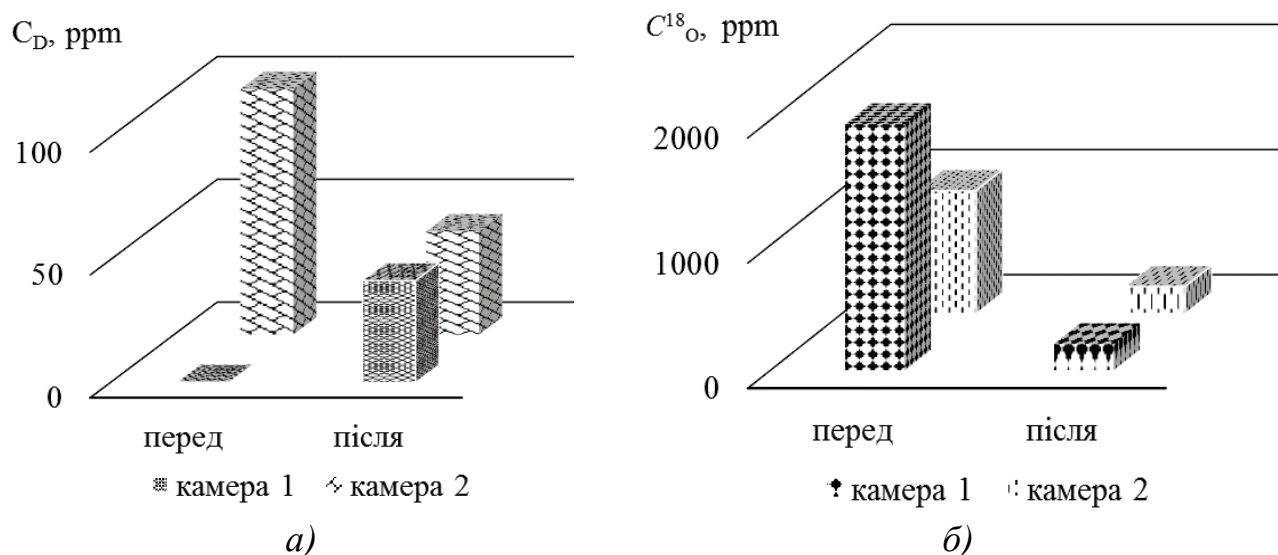 C_D, ppm
100
50
0
перед після
камера 1 камера 2
а)
C¹⁸_O, ppm
2000
1000
0
перед після
камера 1 камера 2
б)